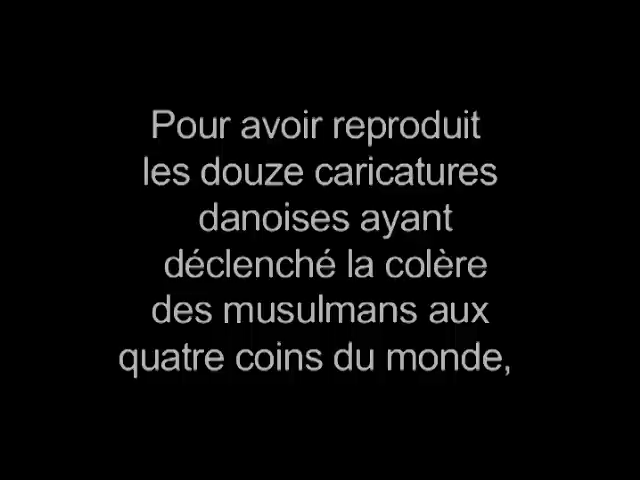 Pour avoir reproduit
les douze caricatures
danoises ayant
déclenché la colère
des musulmans aux
quatre coins du monde,